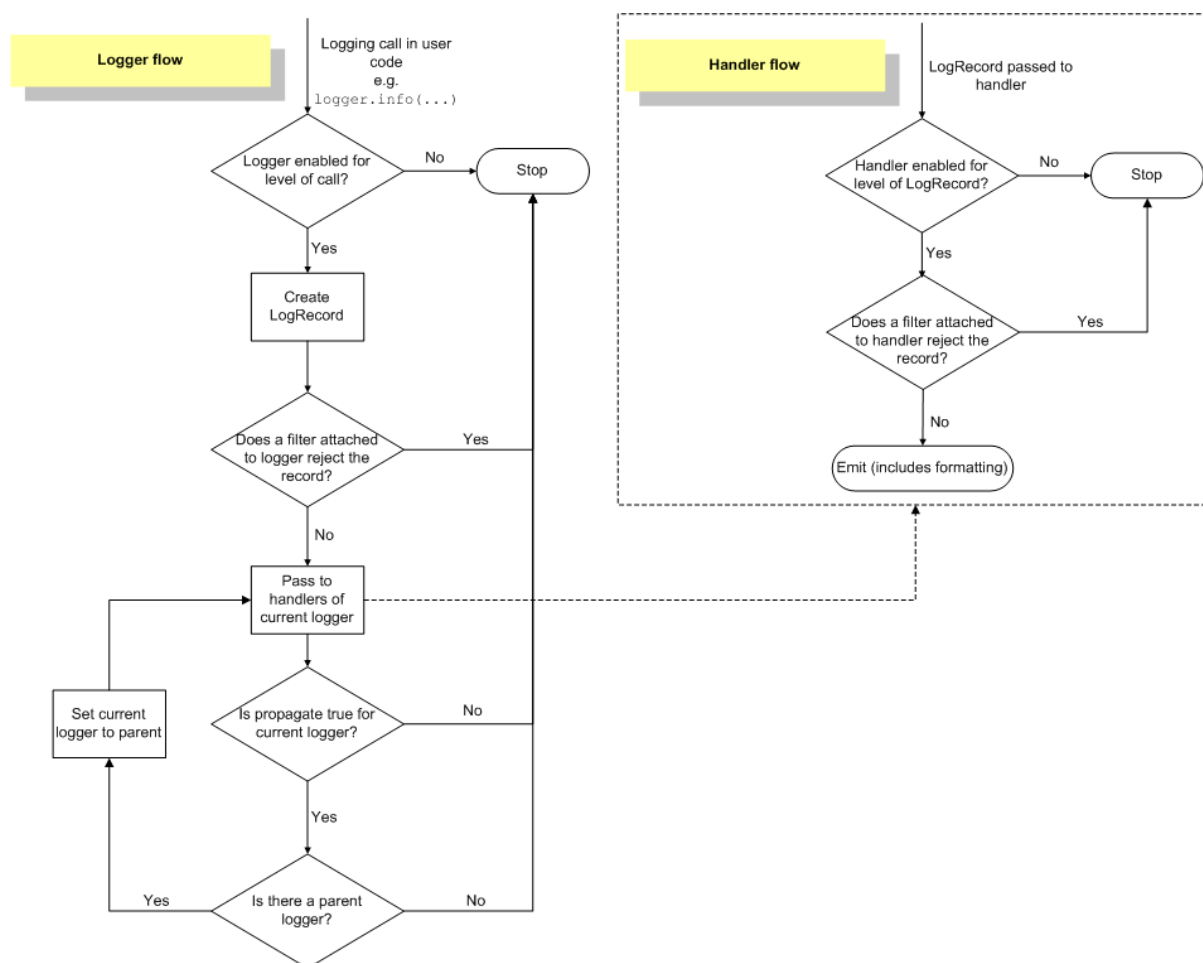 Logger flow
Logging call in user
code
e.g.
logger.info(...)
Logger enabled for
level of call?
No
Stop
Yes
Create
LogRecord
Does a filter attached
to logger reject the
record?
Yes
No
Pass to
handlers of
current logger
Set current
logger to parent
Is propagate true for
current logger?
No
Yes
Is there a parent
logger?
Yes
No
Handler flow
LogRecord passed to
handler
Handler enabled for
level of LogRecord?
No
Stop
Yes
Does a filter attached
to handler reject the
record?
Yes
No
Emit (includes formatting)